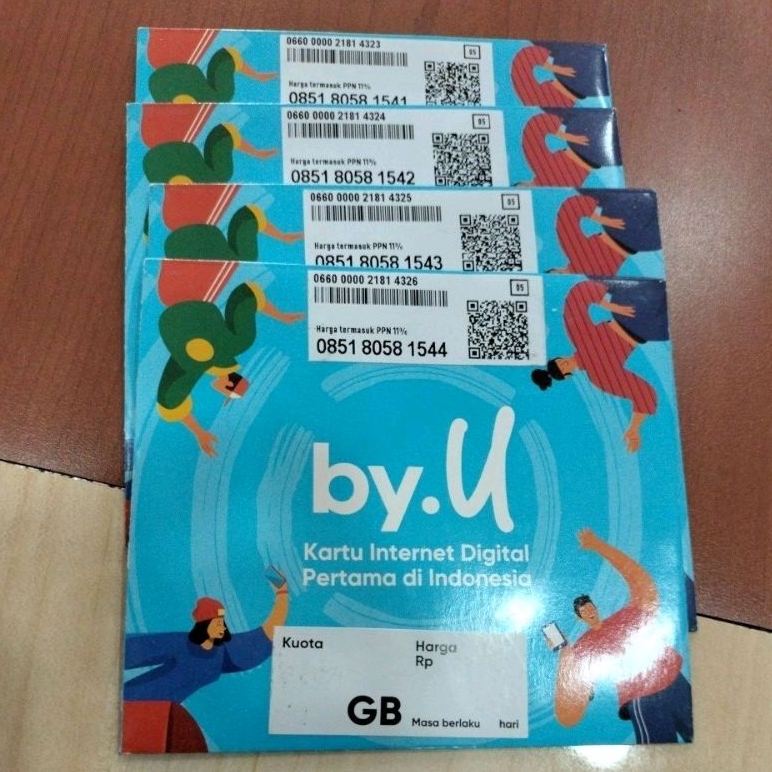 0660 0000 2181 4323
05
Harga termasuk PPN 11%
0851 8058 1541
0660 0000 2181 4324
05
Harga termasuk PPN 11%
0851 8058 1542
0660 0000 2181 4325
05
Harga termasuk PPN 11%
0851 8058 1543
0660 0000 2181 4326
05
Harga termasuk PPN 11%
0851 8058 1544
by.U
Kartu Internet Digital
Pertama di Indonesia
Kuota
Harga
Rp
GB
Masa berlaku hari